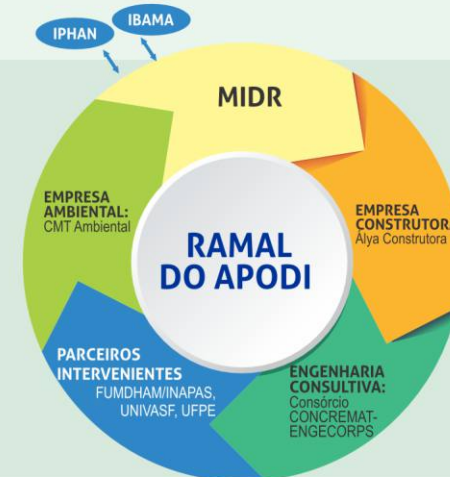 IPHAN
IBAMA
MIDR
EMPRESA
AMBIENTAL:
CMT Ambiental
EMPRESA
CONSTRUTOR
Álya Construtora
RAMAL
DO APODI
PARCEIROS
INTERVENIENTES
FUMDHAM/INAPAS,
UNIVASF, UFPE
ENGENHARIA
CONSULTIVA:
Consórcio
CONCREMAT-
ENGECORPS